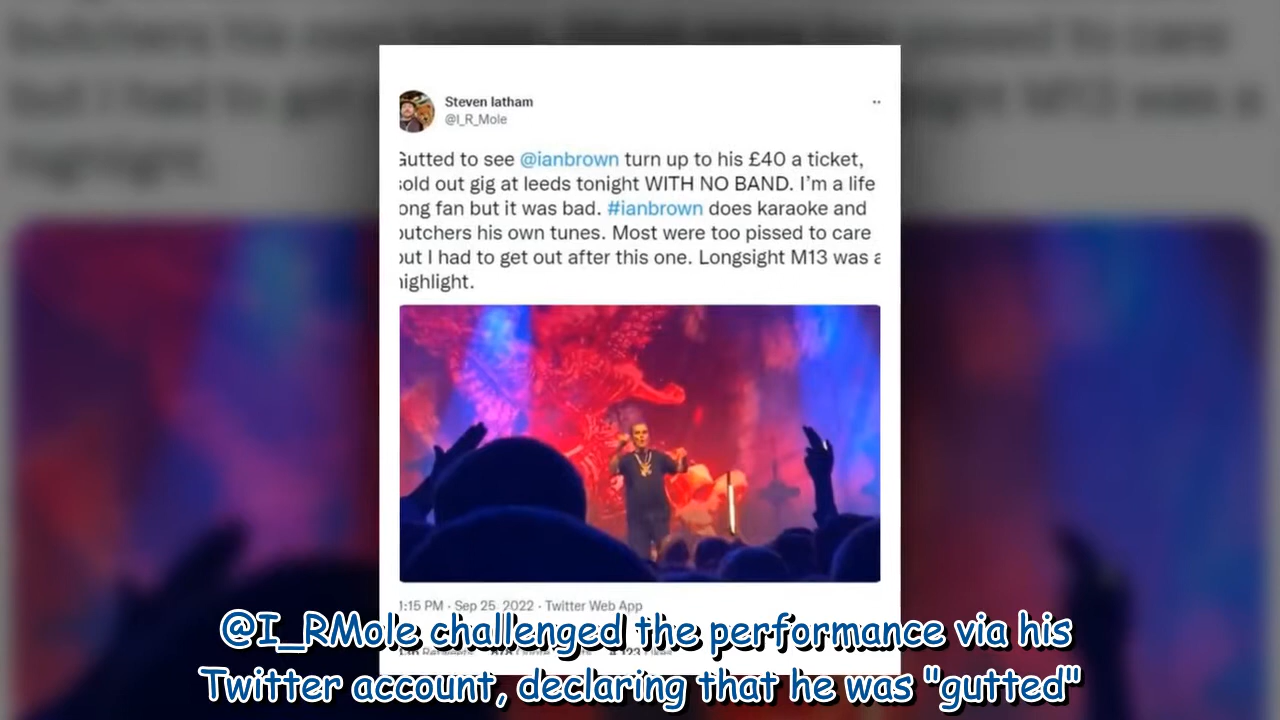 Steven latham
@I_R_Mole
Gutted to see @ianbrown turn up to his £40 a ticket,
sold out gig at leeds tonight WITH NO BAND. I'm a life
ong fan but it was bad. #ianbrown does karaoke and
butchers his own tunes. Most were too pissed to care
but I had to get out after this one. Longsight M13 was a
highlight.
1:15 PM · Sep 25, 2022 · Twitter Web App
@I_RMole challenged the performance via his
Twitter account, declaring that he was "gutted"